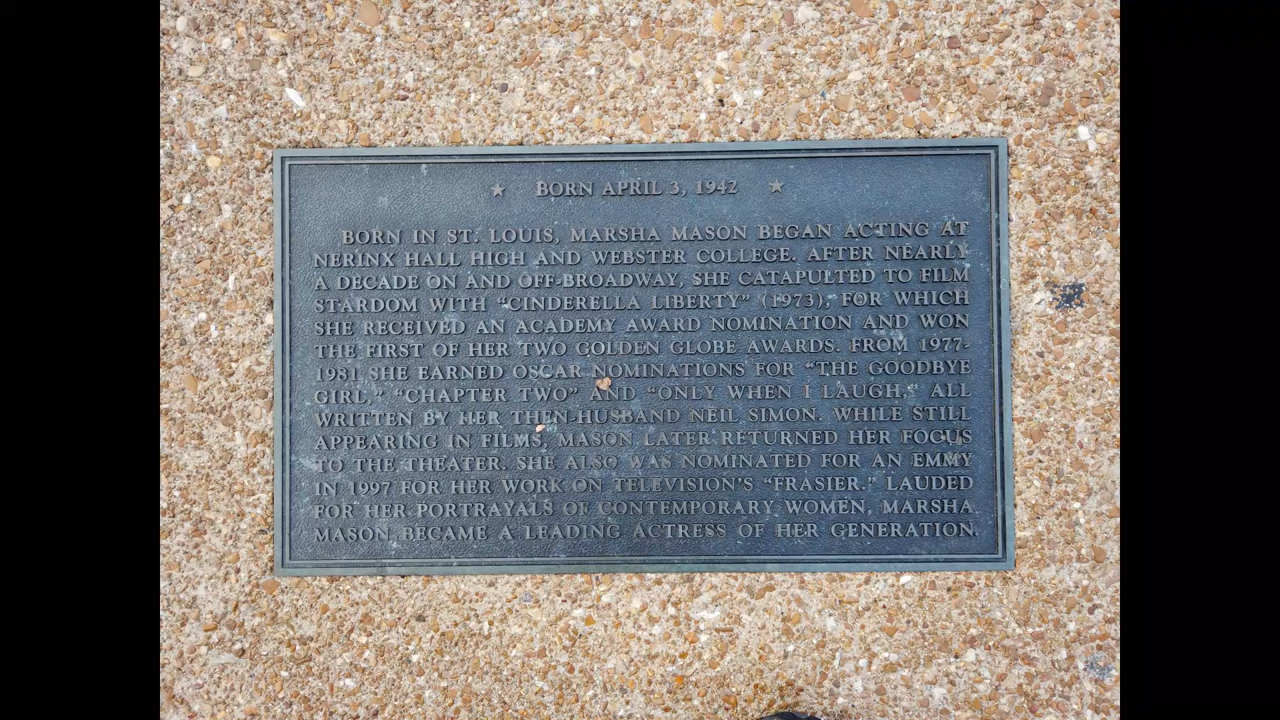 ★ BORN APRIL 3, 1942 ★
BORN IN ST. LOUIS, MARSHA MASON BEGAN ACTING AT
NERINX HALL HIGH AND WEBSTER COLLEGE. AFTER NEARLY
A DECADE ON AND OFF-BROADWAY, SHE CATAPULTED TO FILM
STARDOM WITH "CINDERELLA LIBERTY" (1973), FOR WHICH
SHE RECEIVED AN ACADEMY AWARD NOMINATION AND WON
THE FIRST OF HER TWO GOLDEN GLOBE AWARDS. FROM 1977-
1981 SHE EARNED OSCAR NOMINATIONS FOR "THE GOODBYE
GIRL," "CHAPTER TWO" AND "ONLY WHEN I LAUGH," ALL
WRITTEN BY HER THEN-HUSBAND NEIL SIMON. WHILE STILL
APPEARING IN FILMS, MASON LATER RETURNED HER FOCUS
TO THE THEATER. SHE ALSO WAS NOMINATED FOR AN EMMY
IN 1997 FOR HER WORK ON TELEVISION'S "FRASIER." LAUDED
FOR HER PORTRAYALS OF CONTEMPORARY WOMEN, MARSHA
MASON BECAME A LEADING ACTRESS OF HER GENERATION.